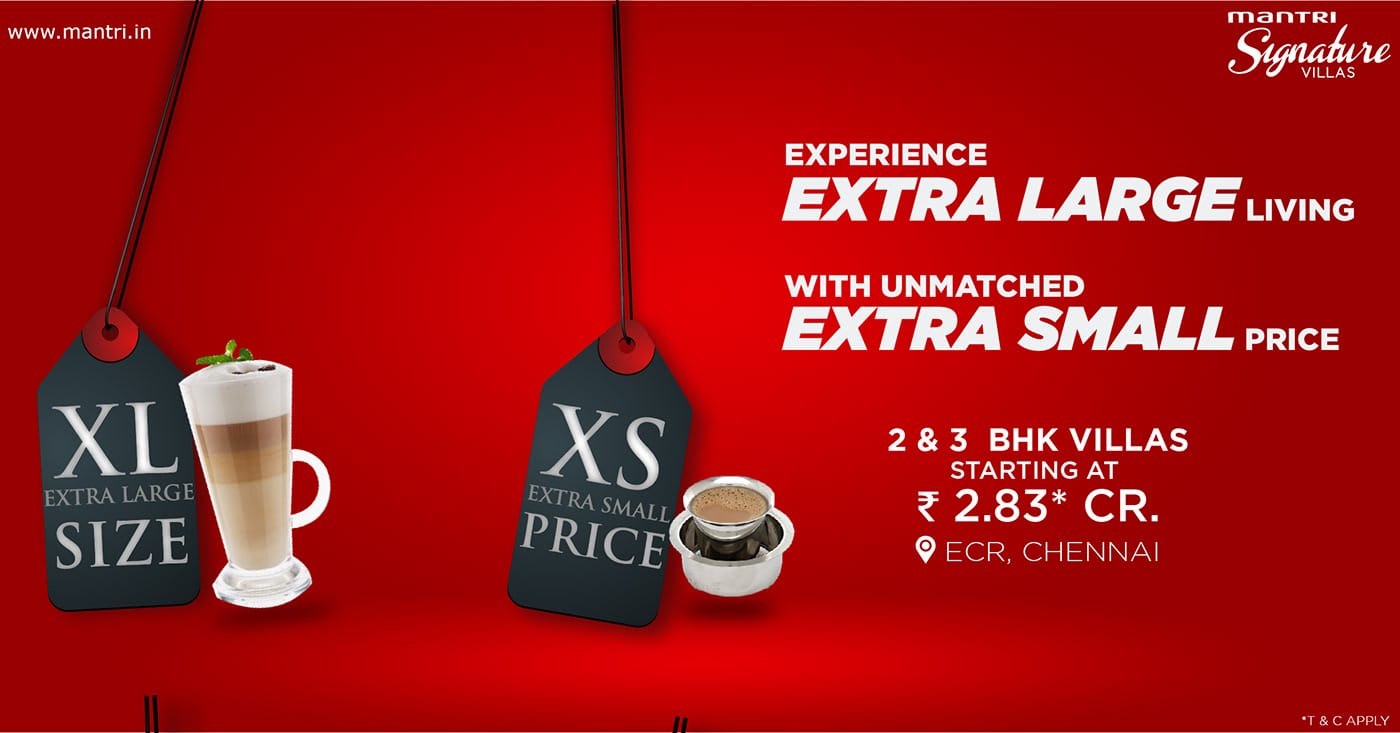 www.mantri.in
manTRI
Signature
VILLAS
EXPERIENCE
EXTRA LARGE LIVING
WITH UNMATCHED
EXTRA SMALL PRICE
XL
EXTRA LARGE
SIZE
XS
EXTRA SMALL
PRICE
2 & 3 BHK VILLAS
STARTING AT
₹ 2.83* CR.
ECR, CHENNAI
*T & C APPLY